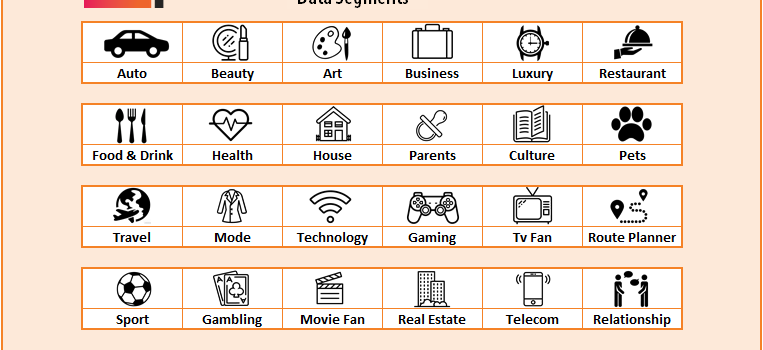 Data Segments
Auto Beauty Art Business Luxury Restaurant
Food & Drink Health House Parents Culture Pets
Travel Mode Technology Gaming Tv Fan Route Planner
Sport Gambling Movie Fan Real Estate Telecom Relationship